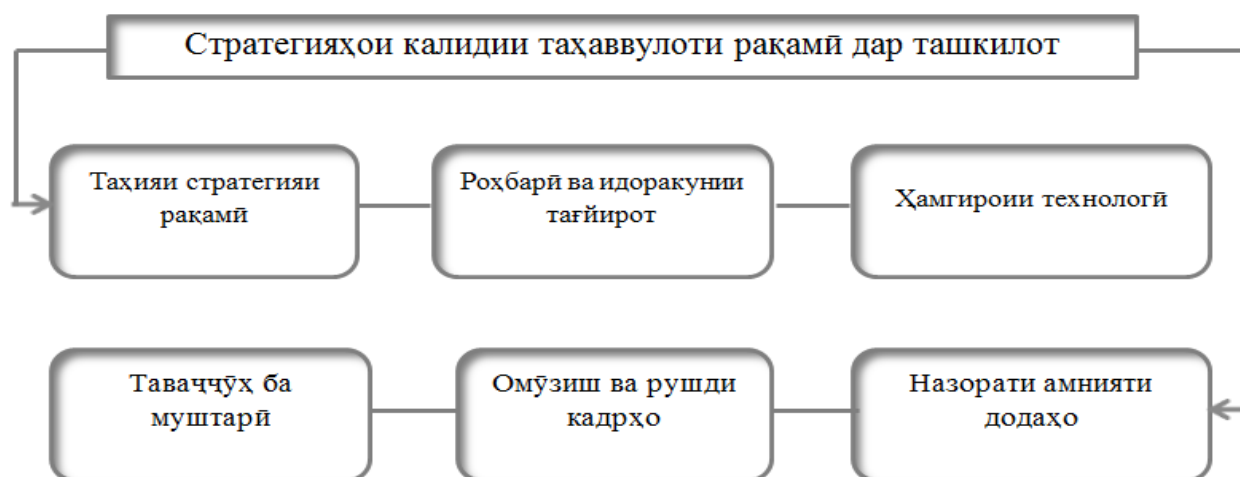 Стратегияҳои калидии таҳаввулоти рақамӣ дар ташкилот
Таҳияи стратегияи
рақамӣ
Роҳбарӣ ва идоракунии
тағйирот
Ҳамгироии технологӣ
Таваҷҷӯҳ ба
муштарӣ
Омӯзиш ва рушди
кадрҳо
Назорати амнияти
додаҳо